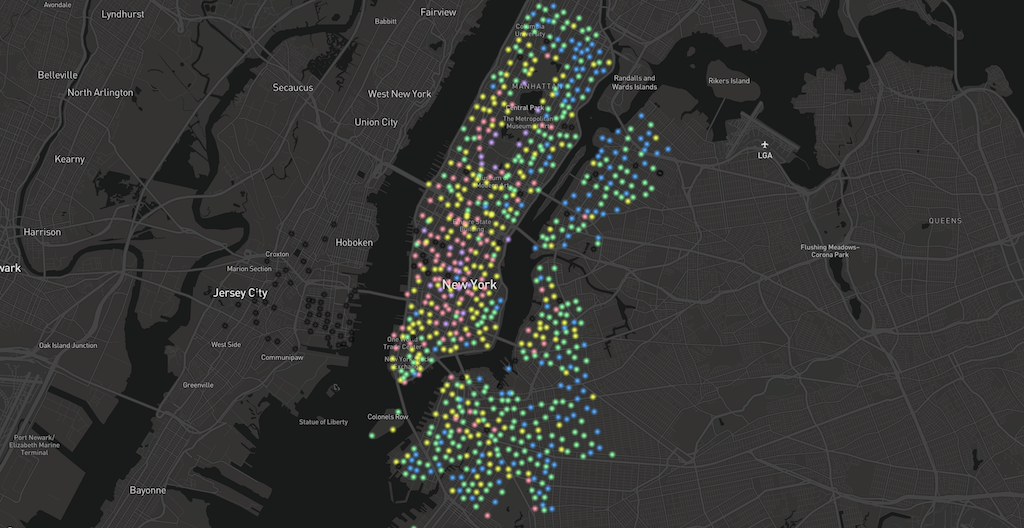 Avondale
Lyndhurst
Fairview
Babbitt
Columbia
University
Belleville
North Arlington
Secaucus
West New York
MANHATTAN
Randalls and
Wards Islands
Rikers Island
Central Park
The Metropolitan
Museum of Art
Union City
LGA
Kearny
Museum of
Modern Art
Empire State
Building
QUEENS
Harrison
Hoboken
Flushing Meadows–
Corona Park
Croxton
wark
Marion Section
Jersey City
New York
Oak Island Junction
West Side
Communipaw
One World
Trade Center
New York Stock
Exchange
Greenville
Statue of Liberty
Colonels Row
Port Newark/
Elizabeth Marine
Terminal
Bayonne